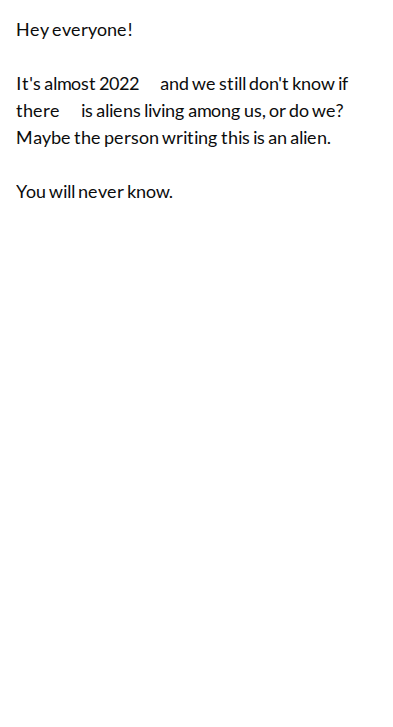 Hey everyone!
It's almost 2022 and we still don't know if
there is aliens living among us, or do we?
Maybe the person writing this is an alien.
You will never know.